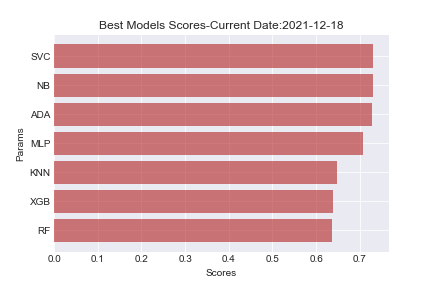 Best Models Scores-Current Date:2021-12-18
SVC
NB
ADA
MLP
KNN
XGB
RF
Params
0.0 0.1 0.2 0.3 0.4 0.5 0.6 0.7
Scores